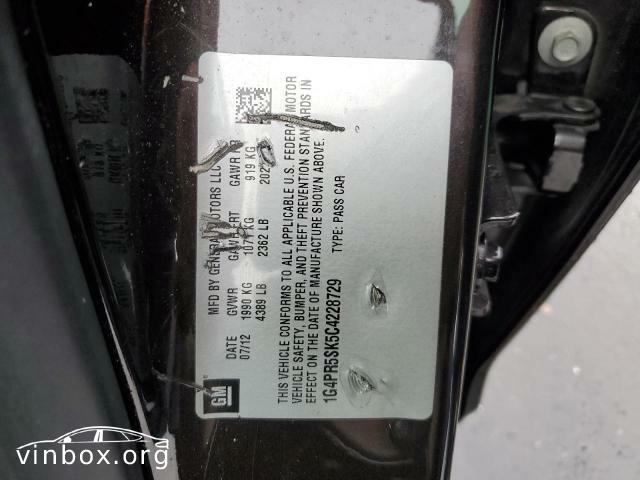 GM
MFD BY GENERAL MOTORS LLC
DATE GVWR GAWR FRT GAWR RR
07/12 1990 KG 107 KG 919 KG
4389 LB 2362 LB 202
THIS VEHICLE CONFORMS TO ALL APPLICABLE U.S. FEDERAL MOTOR
VEHICLE SAFETY, BUMPER, AND THEFT PREVENTION STANDARDS IN
EFFECT ON THE DATE OF MANUFACTURE SHOWN ABOVE.
TYPE: PASS CAR
1G4PR5SK5C4228729
vinbox.org